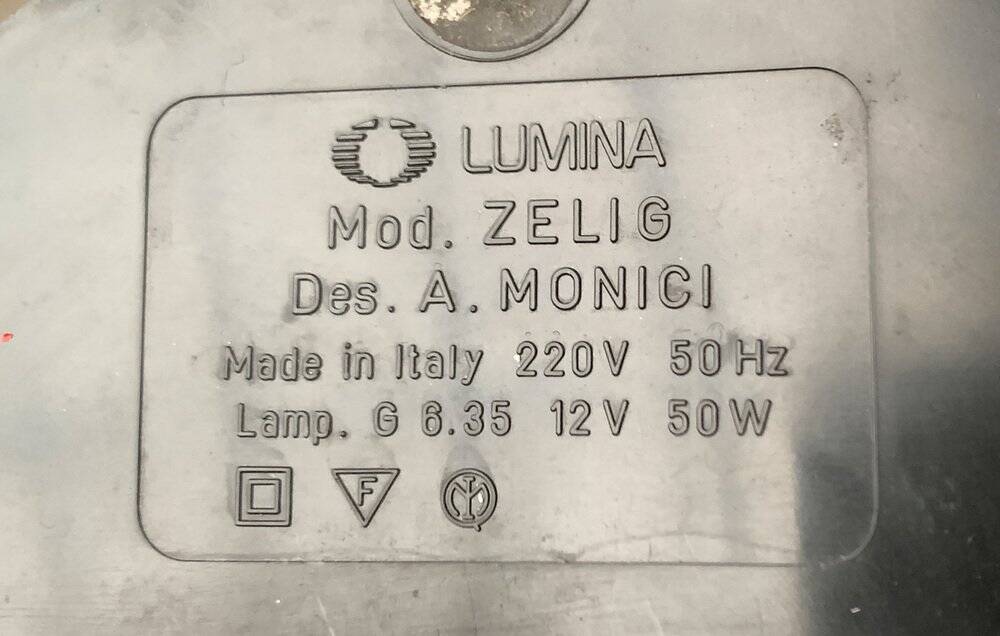 LUMINA
Mod. ZELIG
Des. A. MONICI
Made in Italy 220V 50Hz
Lamp. G 6.35 12V 50W
F